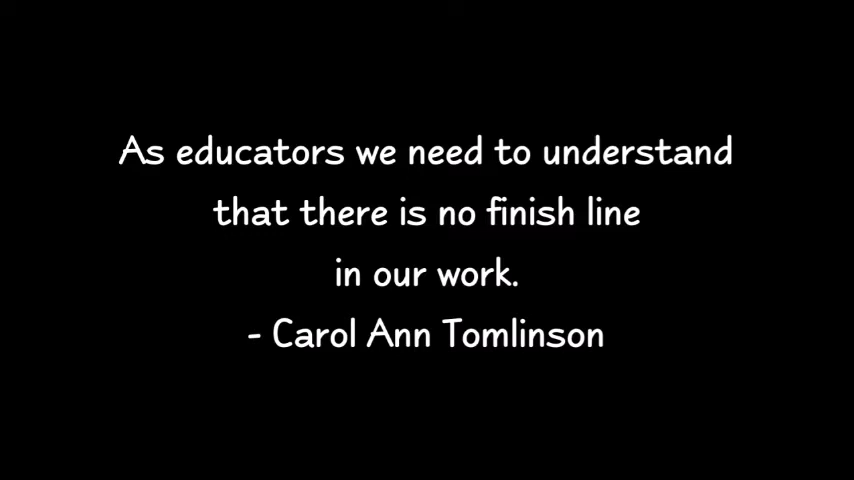 As educators we need to understand
that there is no finish line
in our work.
- Carol Ann Tomlinson